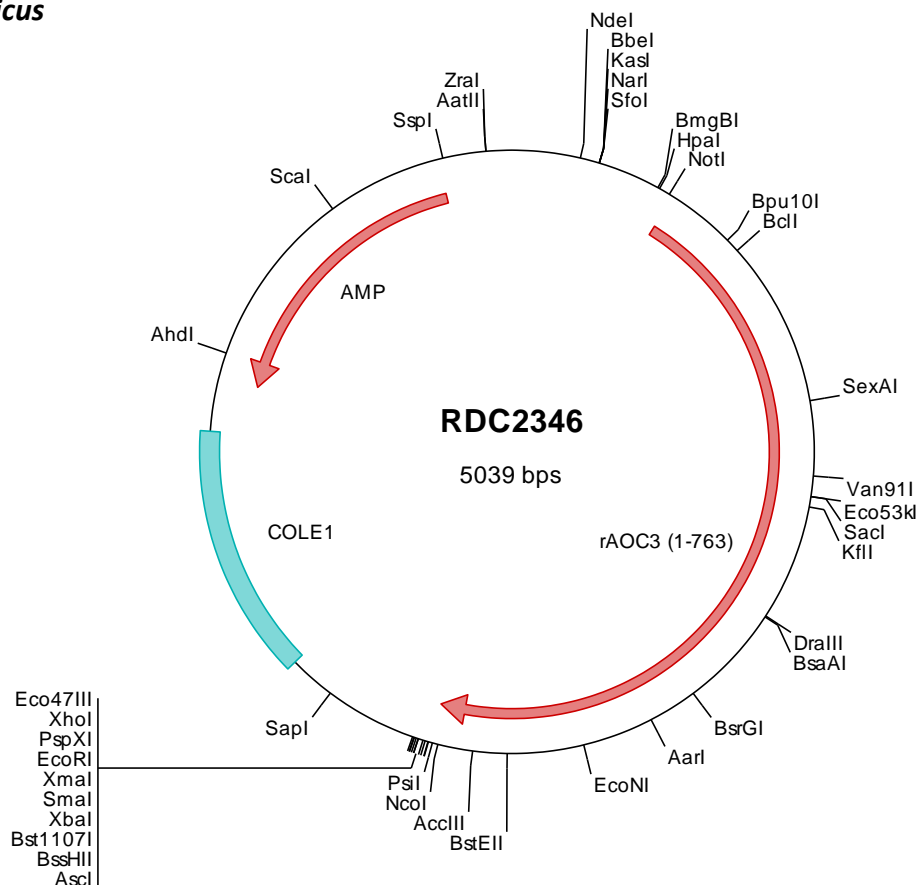 icus
NdeI
BbeI
KasI
NarI
SfoI
ZraI
AatII
SspI
BmgBI
HpaI
NotI
ScaI
Bpu10I
BclI
AMP
AhdI
SexAI
RDC2346
5039 bps
Van91I
Eco53kI
SacI
KflI
COLE1
rAOC3 (1-763)
DraIII
BsaAI
Eco47III
XhoI
PspXI
EcoRI
XmaI
SmaI
XbaI
Bst1107I
BssHII
AscI
SapI
BsrGI
AarI
EcoNI
PsiI
NcoI
AccIII
BstEII